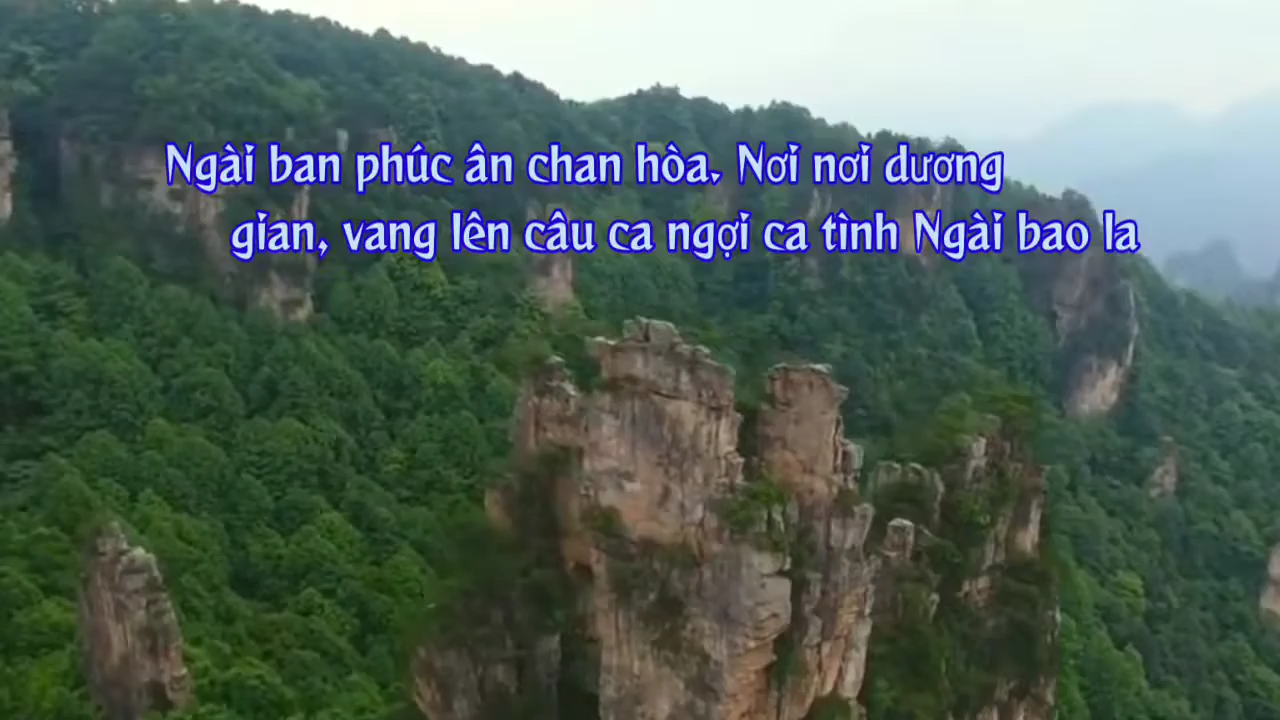 Ngài ban phúc ân chan hòa. Nơi nơi dương
gian, vang lên câu ca ngợi ca tình Ngài bao la